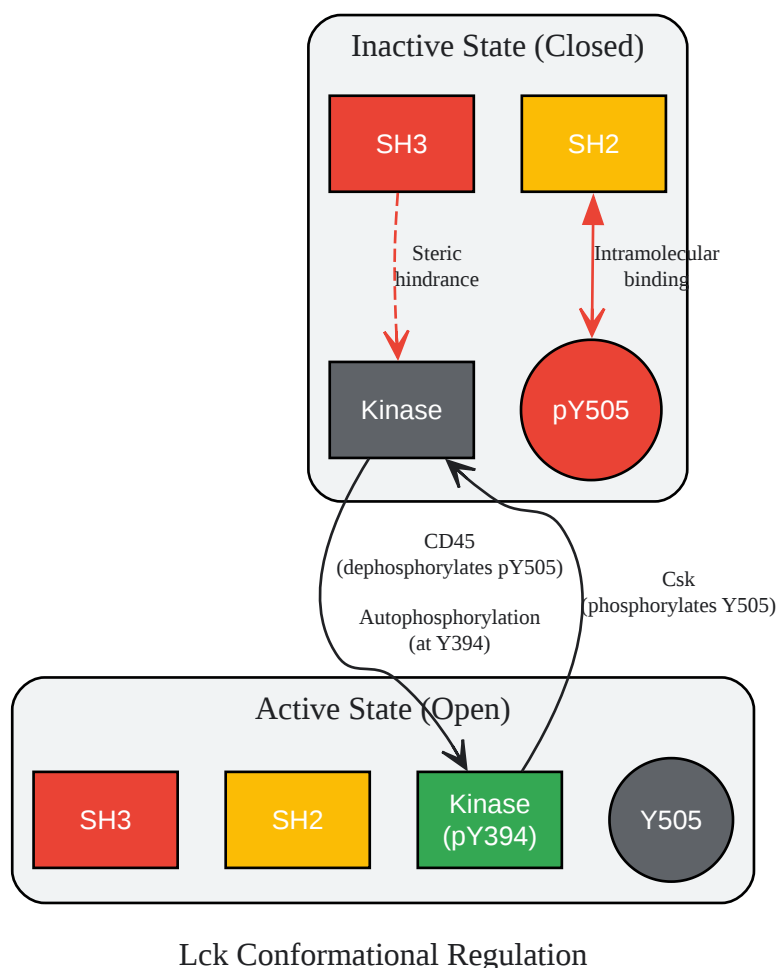 Inactive State (Closed)
SH3
SH2
Steric
hindrance
Intramolecular
binding
Kinase
pY505
CD45
(dephosphorylates pY505)
Autophosphorylation
(at Y394)
Csk
(phosphorylates Y505)
Active State (Open)
SH3
SH2
Kinase
(pY394)
Y505
Lck Conformational Regulation